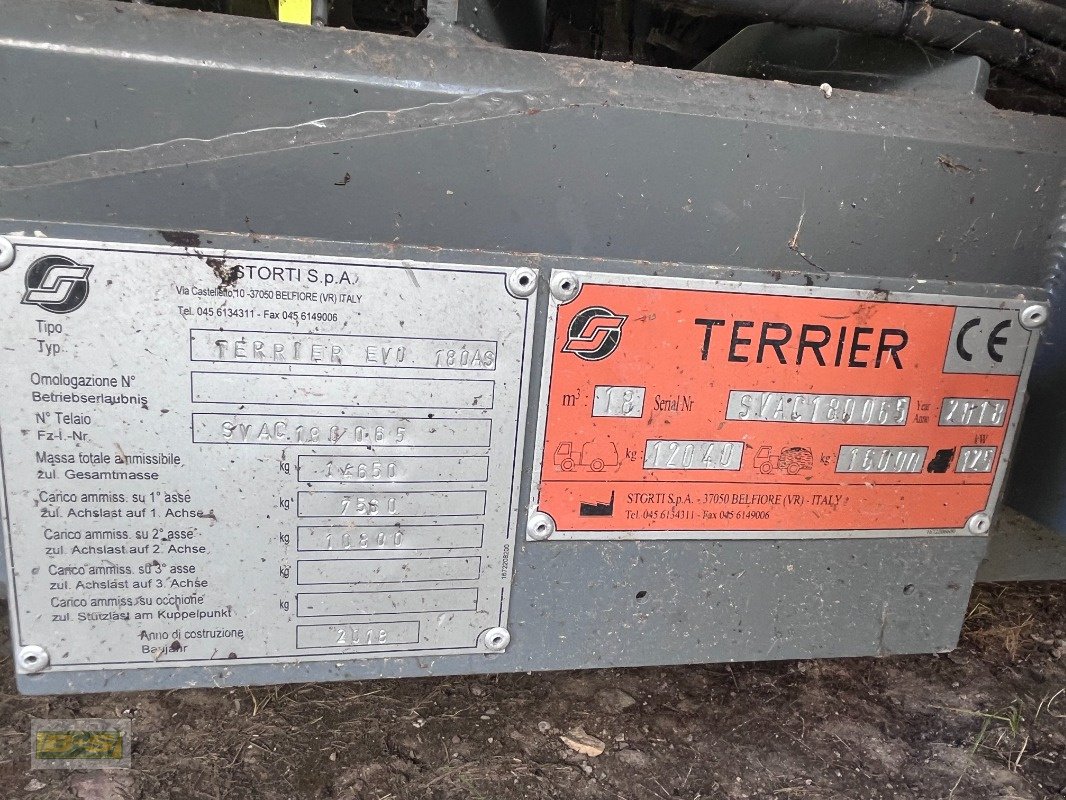 STORTI S.p.A.
Via Castelletto,10 -37050 BELFIORE (VR) ITALY
Tel. 045 6134311 - Fax 045 6149006
Tipo
Typ.
TERRIER EVO 180AS
Omologazione N°
Betriebserlaubnis
N° Telaio
Fz-I.-Nr.
SVAC180065
Massa totale ammissibile
zul. Gesamtmasse
kg
650
Carico ammiss. su 1° asse
zul. Achslast auf 1. Achse
kg
Carico ammiss. su 2° asse
zul. Achslast auf 2. Achse
kg
10800
Carico ammiss. su 3° asse
zul. Achslast auf 3. Achse
kg
Carico ammiss. su occhione
zul. Stützlast am Kuppelpunkt
kg
Anno di costruzione
Baujahr
2018
TERRIER
CE
m³:
18
Serial Nr
SVAC180065
Year
Anno
2018
kg:
12040
kg:
16000
kW
STORTI S.p.A. - 37050 BELFIORE (VR) - ITALY
Tel. 045 6134311 - Fax 045 6149006